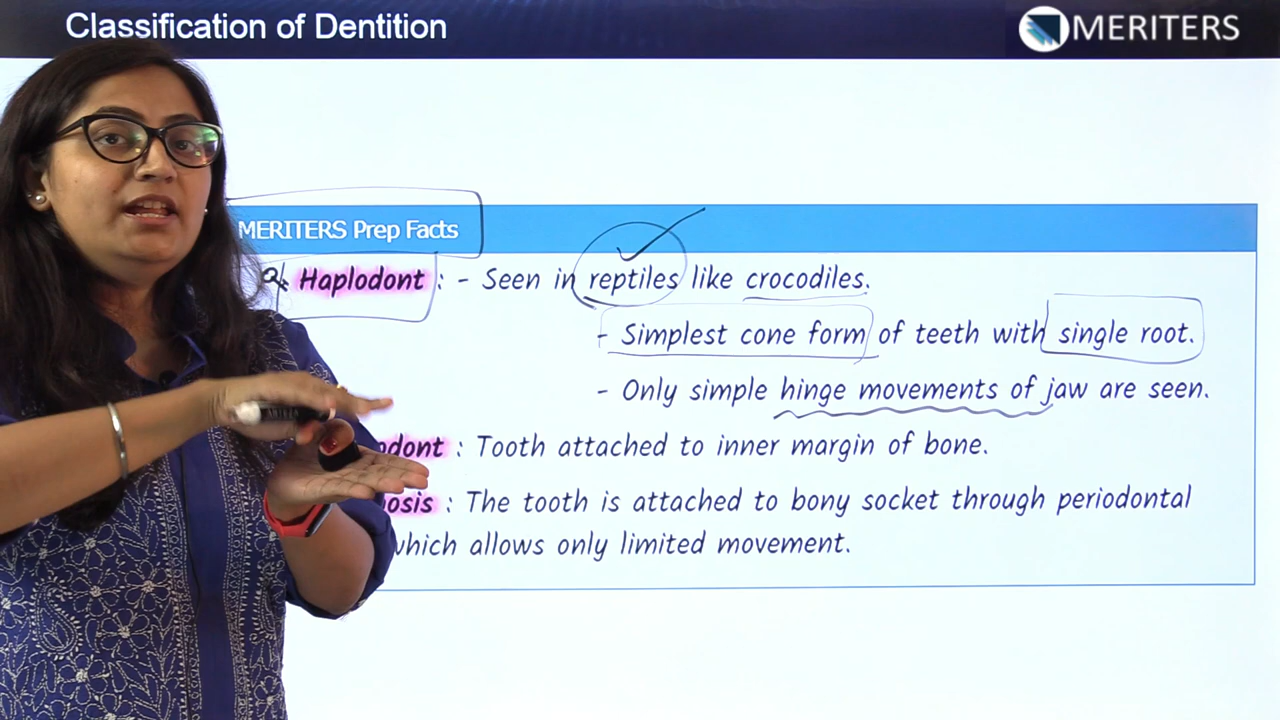 Classification of Dentition
MERITERS
MERITERS Prep Facts
Haplodont : - Seen in reptiles like crocodiles.
- Simplest cone form of teeth with single root.
- Only simple hinge movements of jaw are seen.
: Tooth attached to inner margin of bone.
: The tooth is attached to bony socket through periodontal
which allows only limited movement.